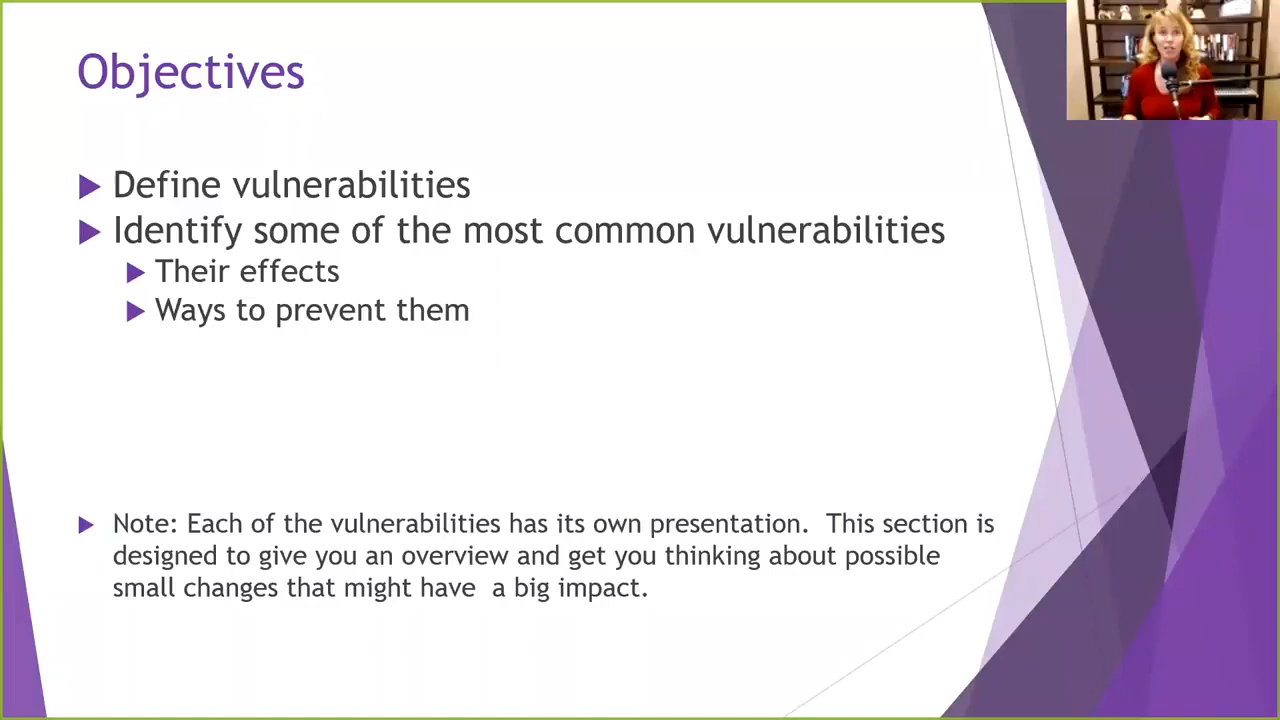 Objectives
Define vulnerabilities
Identify some of the most common vulnerabilities
Their effects
Ways to prevent them
Note: Each of the vulnerabilities has its own presentation.  This section is
designed to give you an overview and get you thinking about possible
small changes that might have  a big impact.